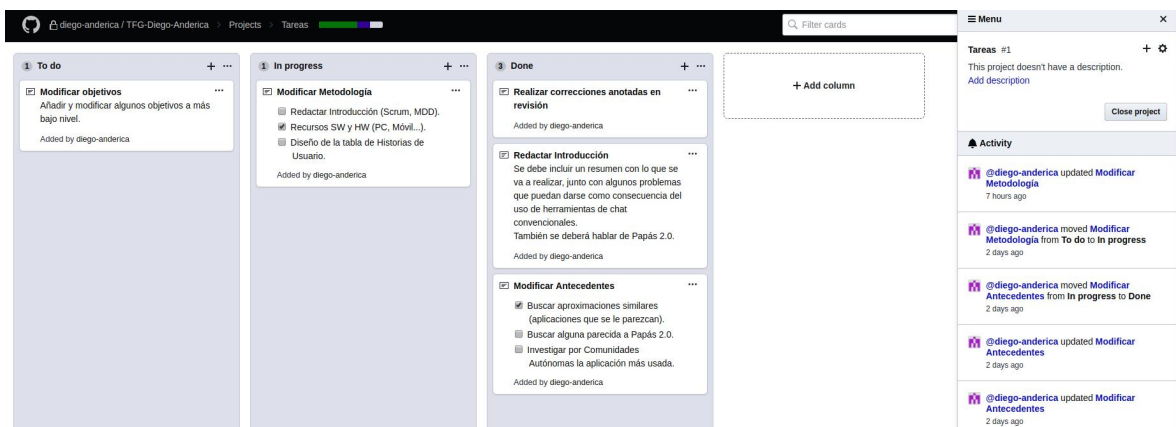 diego-anderica / TFG-Diego-Anderica > Projects > Tareas
Filter cards
Menu ×
1 To do + ...
Modificar objetivos ...
Añadir y modificar algunos objetivos a más
bajo nivel.
Added by diego-anderica
1 In progress + ...
Modificar Metodología ...
Redactar Introducción (Scrum, MDD).
Recursos SW y HW (PC, Móvil...).
Diseño de la tabla de Historias de
Usuario.
Added by diego-anderica
3 Done + ...
Realizar correcciones anotadas en ...
revisión
Added by diego-anderica
Redactar Introducción ...
Se debe incluir un resumen con lo que se
va a realizar, junto con algunos problemas
que puedan darse como consecuencia del
uso de herramientas de chat
convencionales.
También se deberá hablar de Papás 2.0.
Added by diego-anderica
Modificar Antecedentes ...
Buscar aproximaciones similares
(aplicaciones que se le parezcan).
Buscar alguna parecida a Papás 2.0.
Investigar por Comunidades
Autónomas la aplicación más usada.
Added by diego-anderica
+ Add column
Tareas #1 +
This project doesn't have a description.
Add description
Close project
Activity
@diego-anderica updated Modificar
Metodología
7 hours ago
@diego-anderica moved Modificar
Metodología from To do to In progress
2 days ago
@diego-anderica moved Modificar
Antecedentes from In progress to Done
2 days ago
@diego-anderica updated Modificar
Antecedentes
2 days ago
@diego-anderica updated Modificar
Antecedentes
2 days ago